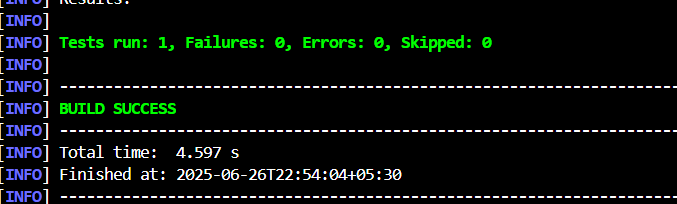 [INFO] Results:
[INFO]
[INFO] Tests run: 1, Failures: 0, Errors: 0, Skipped: 0
[INFO]
[INFO] ------------------------------------------------------------------------
[INFO] BUILD SUCCESS
[INFO] ------------------------------------------------------------------------
[INFO] Total time:  4.597 s
[INFO] Finished at: 2025-06-26T22:54:04+05:30
[INFO] ------------------------------------------------------------------------